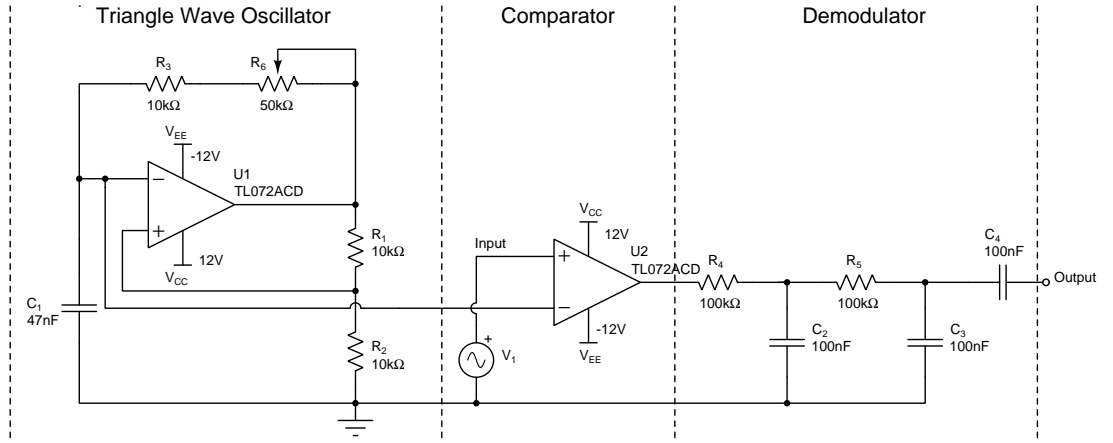 Triangle Wave Oscillator
Comparator
Demodulator
R3
10kΩ
R6
50kΩ
VEE
-12V
U1
TL072ACD
12V
VCC
R1
10kΩ
C1
47nF
R2
10kΩ
Input
V1
+
VCC
12V
U2
TL072ACD
-12V
VEE
R4
100kΩ
R5
100kΩ
C4
100nF
Output
C2
100nF
C3
100nF